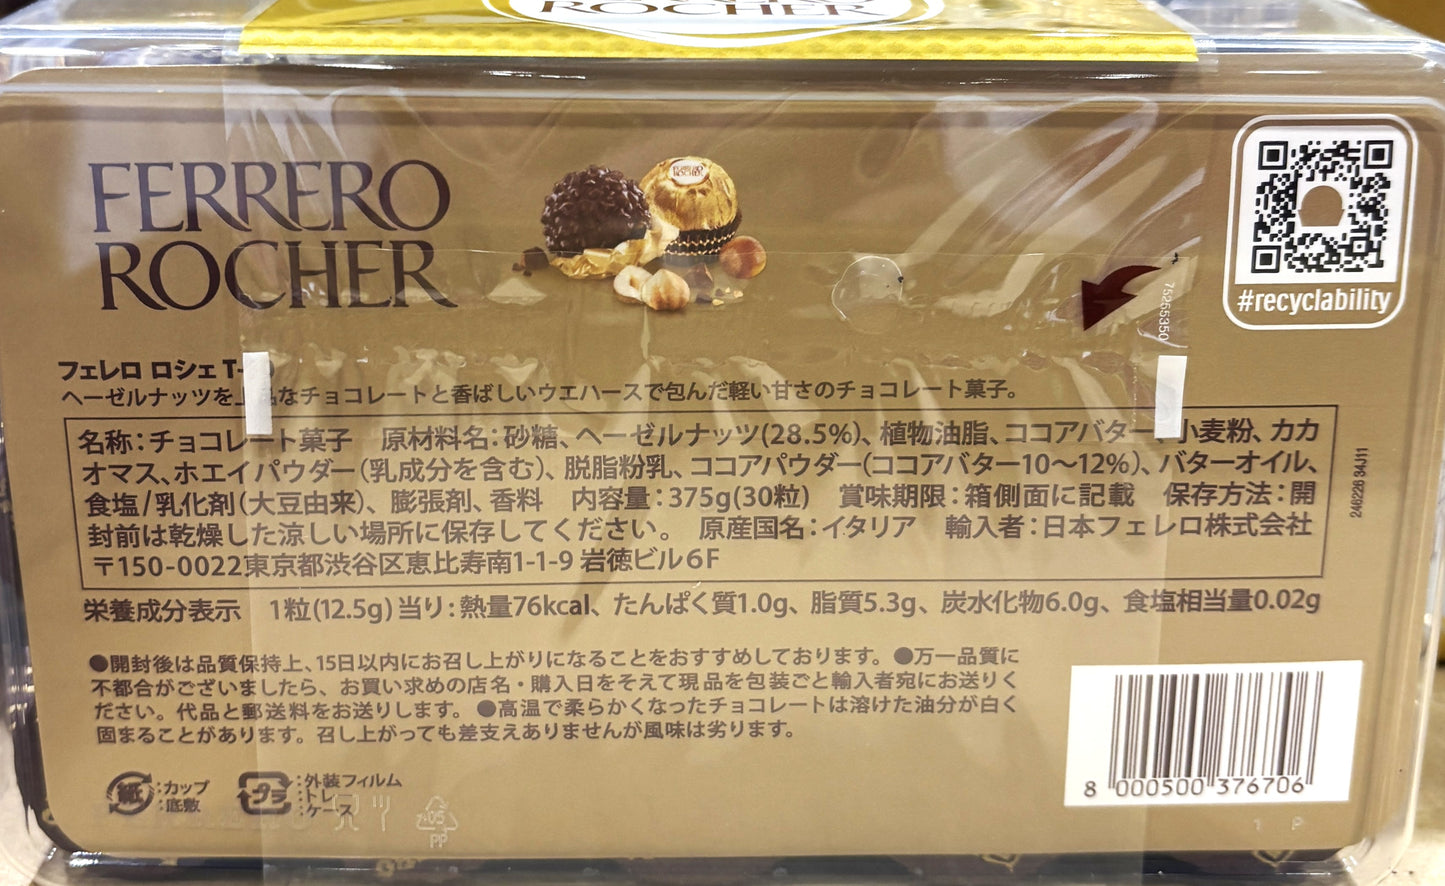 ROCHER
FERRERO
ROCHER
FERRERO
ROCHER
#recyclability
75255350
フェレロ ロシェ T-
ヘーゼルナッツを上品なチョコレートと香ばしいウエハースで包んだ軽い甘さのチョコレート菓子。
名称：チョコレート菓子 原材料名：砂糖、ヘーゼルナッツ(28.5%)、植物油脂、ココアバター、小麦粉、カカ
オマス、ホエイパウダー（乳成分を含む）、脱脂粉乳、ココアパウダー（ココアバター10～12%）、バターオイル、
食塩/乳化剤（大豆由来）、膨張剤、香料 内容量：375g(30粒) 賞味期限：箱側面に記載 保存方法：開
封前は乾燥した涼しい場所に保存してください。 原産国名：イタリア 輸入者：日本フェレロ株式会社
〒150-0022東京都渋谷区恵比寿南1-1-9 岩徳ビル6F
栄養成分表示 1粒(12.5g)当り：熱量76kcal、たんぱく質1.0g、脂質5.3g、炭水化物6.0g、食塩相当量0.02g
●開封後は品質保持上、15日以内にお召し上がりになることをおすすめしております。●万一品質に
不都合がございましたら、お買い求めの店名・購入日をそえて現品を包装ごと輸入者宛にお送りく
ださい。代品と郵送料をお送りします。●高温で柔らかくなったチョコレートは溶けた油分が白く
固まることがあります。召し上がっても差支えありませんが風味は劣ります。
紙：カップ
：底敷
プラ：外装フィルム
：トレー
：ケース
05
PP
8 000500 376706
1 P